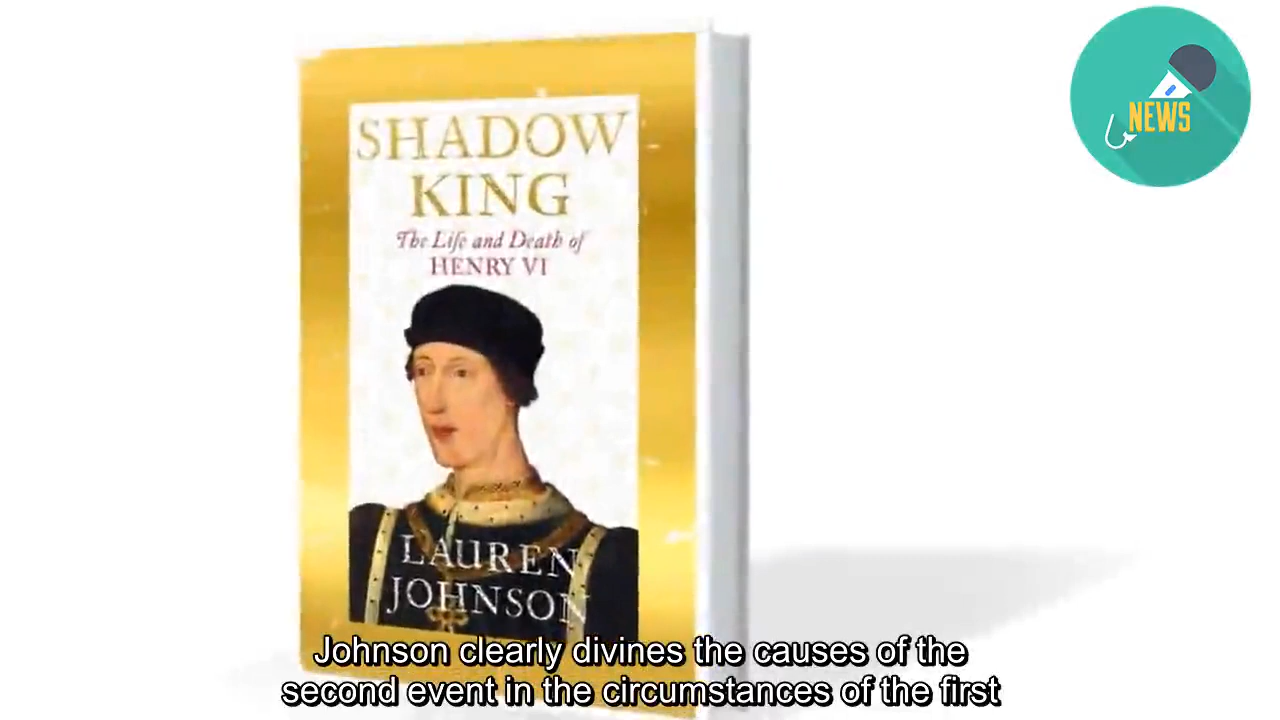 NEWS
SHADOW
KING
The Life and Death of
HENRY VI
LAUREN
JOHNSON
Johnson clearly divines the causes of the
second event in the circumstances of the first